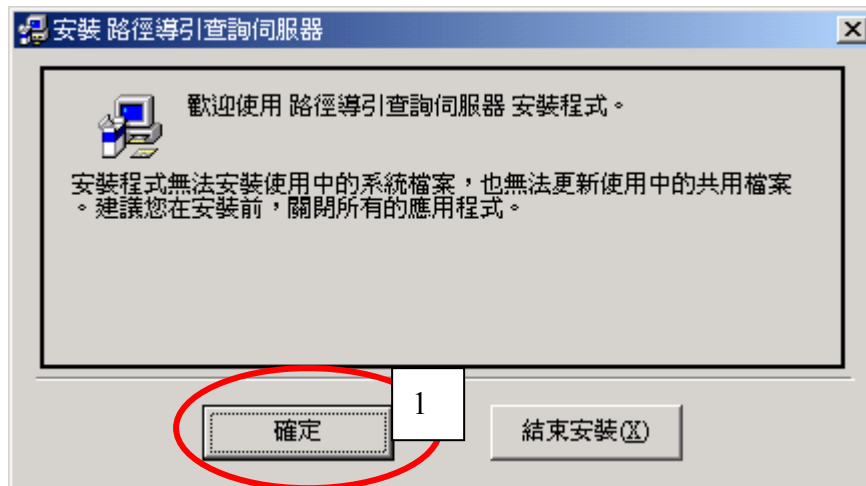 安裝 路徑導引查詢伺服器
歡迎使用 路徑導引查詢伺服器 安裝程式。
安裝程式無法安裝使用中的系統檔案，也無法更新使用中的共用檔案
。建議您在安裝前，關閉所有的應用程式。
1
確定
結束安裝(X)